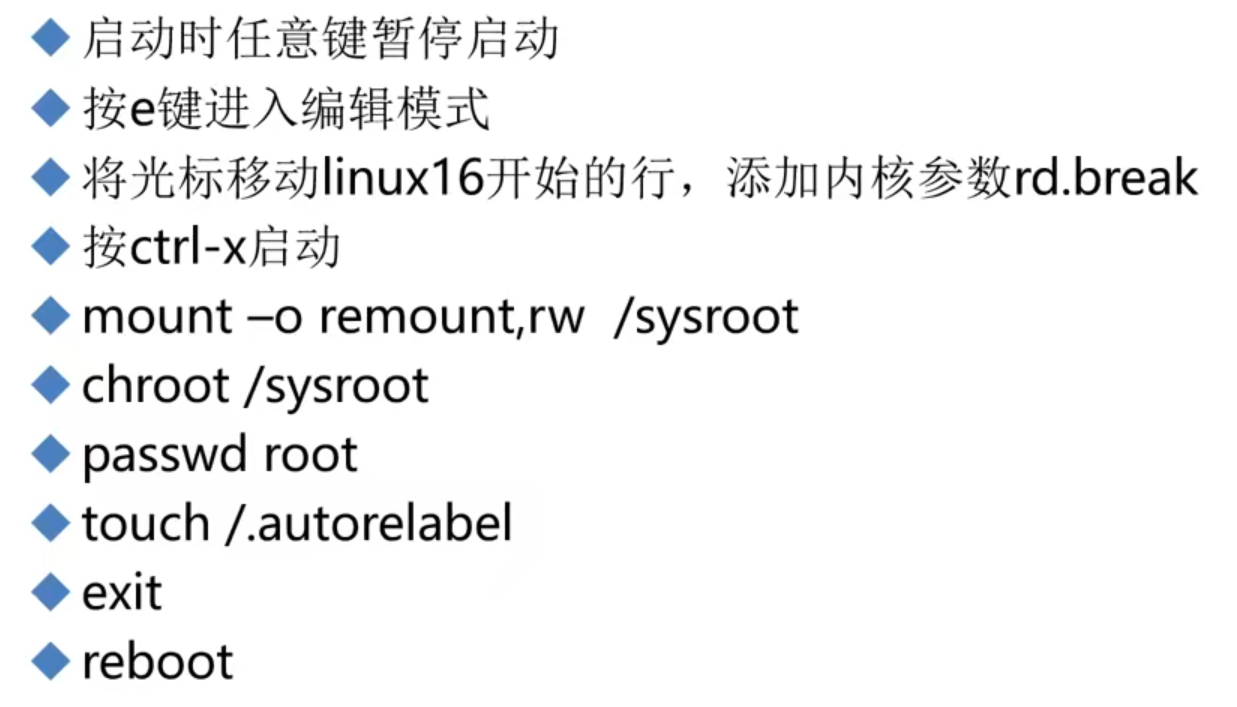 启动时任意键暂停启动
按e键进入编辑模式
将光标移动linux16开始的行，添加内核参数rd.break
按ctrl-x启动
mount –o remount,rw  /sysroot
chroot /sysroot
passwd root
touch /.autorelabel
exit
reboot